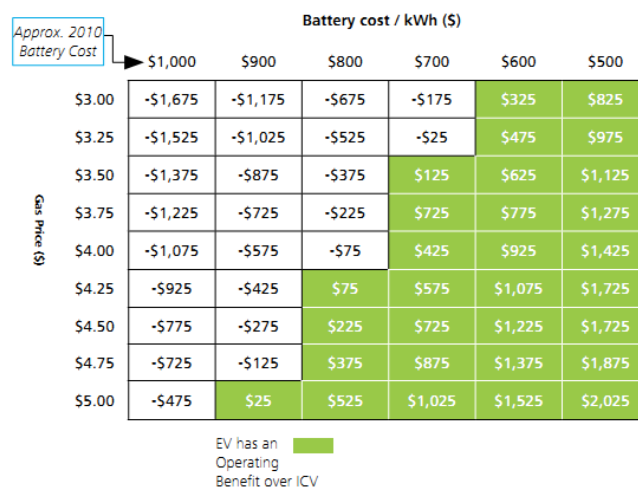 Battery cost / kWh ($)
Approx. 2010
Battery Cost
$1,000 $900 $800 $700 $600 $500
Gas Price ($)
$3.00 -$1,675 -$1,175 -$675 -$175 $325 $825
$3.25 -$1,525 -$1,025 -$525 -$25 $475 $975
$3.50 -$1,375 -$875 -$375 $125 $625 $1,125
$3.75 -$1,225 -$725 -$225 $725 $775 $1,275
$4.00 -$1,075 -$575 -$75 $425 $925 $1,425
$4.25 -$925 -$425 $75 $575 $1,075 $1,725
$4.50 -$775 -$275 $225 $725 $1,225 $1,725
$4.75 -$725 -$125 $375 $875 $1,375 $1,875
$5.00 -$475 $25 $525 $1,025 $1,525 $2,025
EV has an
Operating
Benefit over ICV